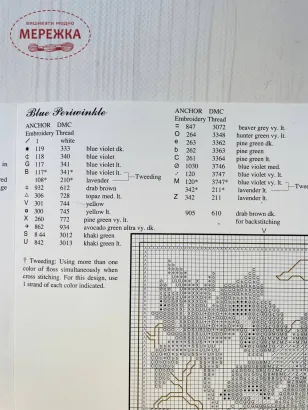 вишивати модно
МЕРЕЖКА
Blue Periwinkle
ANCHOR DMC
Embroidery Thread
1 white
119 333 blue violet dk.
118 340 blue violet
G 117 341 blue violet lt.
B 117* 341* blue violet lt.
108* 210* lavender
Tweeding
= 932 612 drab brown
306 728 topaz med. lt.
V 301 744 yellow
300 745 yellow lt.
X 260 772 pine green vy. lt.
862 934 avocado green ultra vy. dk.
S 844 3012 khaki green
U 842 3013 khaki green lt.
† Tweeding: Using more than one
color of floss simultaneously when
cross stitching. For this design, use
1 strand of each color indicated.
ANCHOR DMC
Embroidery Thread
= 847 3072 beaver grey vy. lt.
O 264 3348 hunter green vy. lt.
e 263 3362 pine green dk.
b 262 3363 pine green
C 261 3364 pine green lt.
⊘ 1030 3746 blue violet med.
120 3747 blue violet vy. lt.
M 120* 3747* blue violet vy. lt.
342* 211* lavender lt.
Z 342 211 lavender lt.
905 610 drab brown dk.
for backstitching
V
in
ge